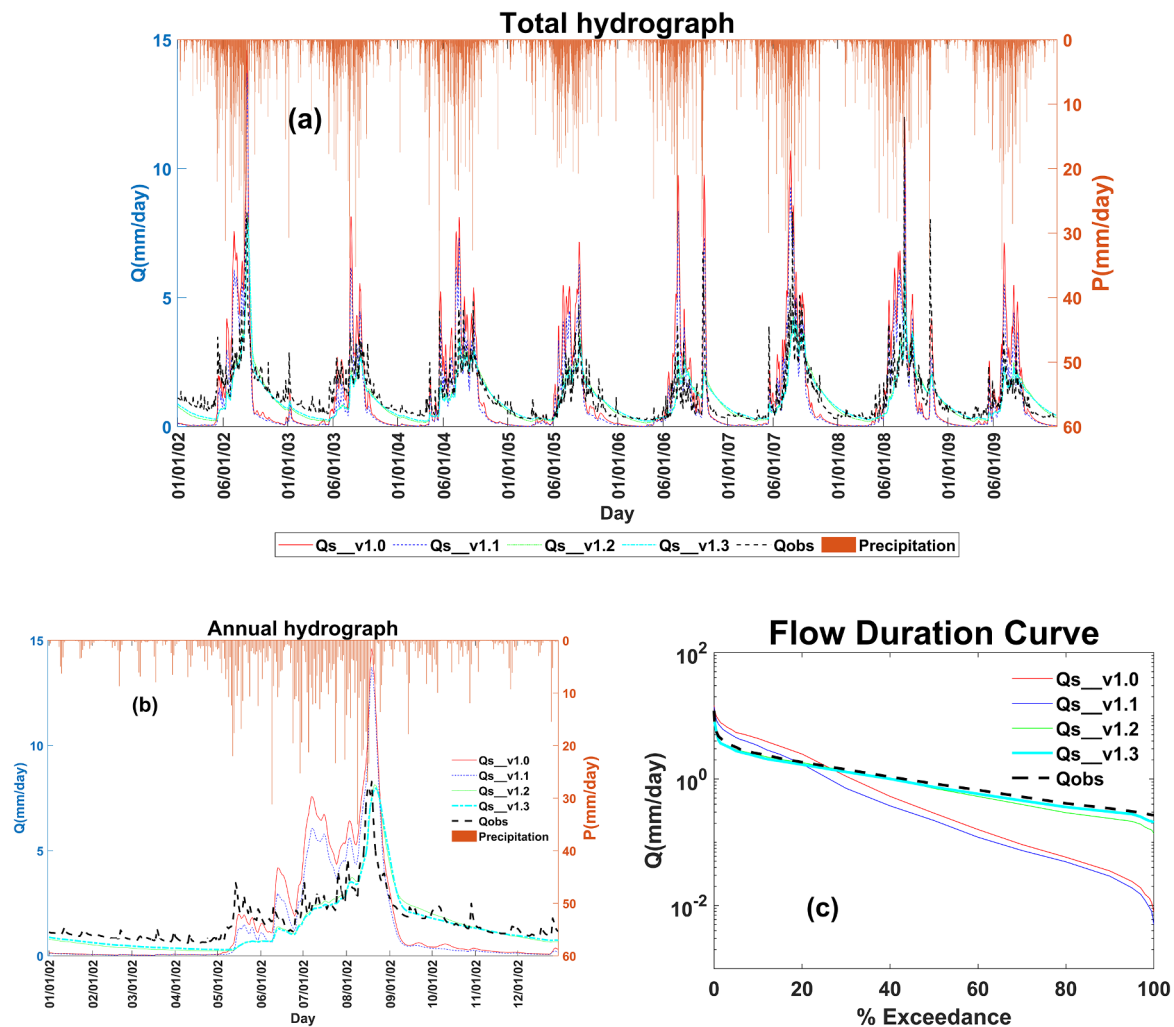 Total hydrograph
15
10
5
0
Q(mm/day)
(a)
0
10
20
30
40
50
60
P(mm/day)
01/01/02
06/01/02
01/01/03
06/01/03
01/01/04
06/01/04
01/01/05
06/01/05
01/01/06
06/01/06
01/01/07
06/01/07
01/01/08
06/01/08
01/01/09
06/01/09
Day
Qs__v1.0 Qs__v1.1 Qs__v1.2 Qs__v1.3 Qobs Precipitation
Annual hydrograph
15
10
5
0
Q(mm/day)
(b)
Qs__v1.0
Qs__v1.1
Qs__v1.2
Qs__v1.3
Qobs
Precipitation
0
10
20
30
40
50
60
P(mm/day)
01/01/02
02/01/02
03/01/02
04/01/02
05/01/02
06/01/02
07/01/02
08/01/02
09/01/02
10/01/02
11/01/02
12/01/02
Day
Flow Duration Curve
10²
10⁰
10⁻²
Q(mm/day)
Qs__v1.0
Qs__v1.1
Qs__v1.2
Qs__v1.3
Qobs
(c)
0 20 40 60 80 100
% Exceedance